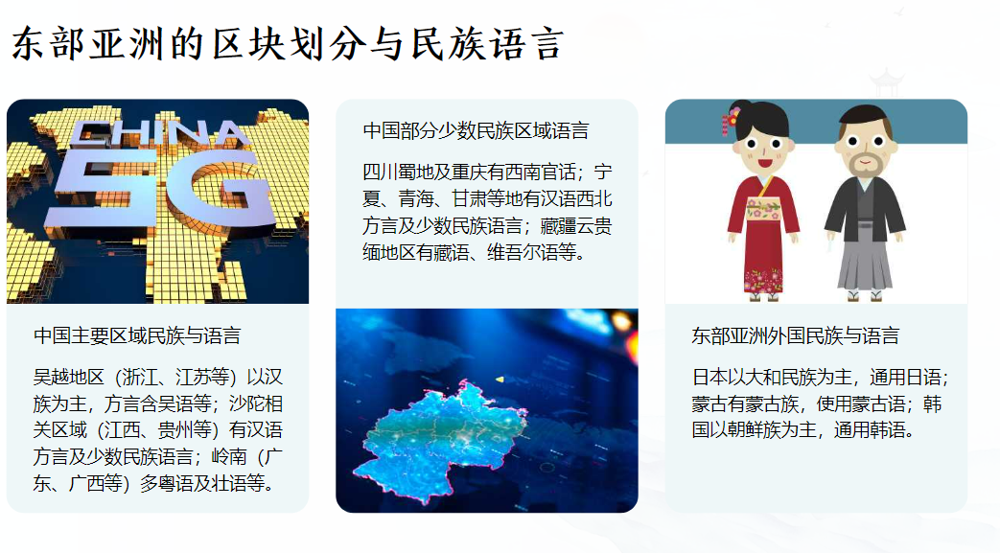 东部亚洲的区块划分与民族语言
CHINA
5G
中国主要区域民族与语言
吴越地区（浙江、江苏等）以汉
族为主，方言含吴语等；沙陀相
关区域（江西、贵州等）有汉语
方言及少数民族语言；岭南（广
东、广西等）多粤语及壮语等。
中国部分少数民族区域语言
四川蜀地及重庆有西南官话；宁
夏、青海、甘肃等地有汉语西北
方言及少数民族语言；藏疆云贵
缅地区有藏语、维吾尔语等。
东部亚洲外国民族与语言
日本以大和民族为主，通用日语；
蒙古有蒙古族，使用蒙古语；韩
国以朝鲜族为主，通用韩语。